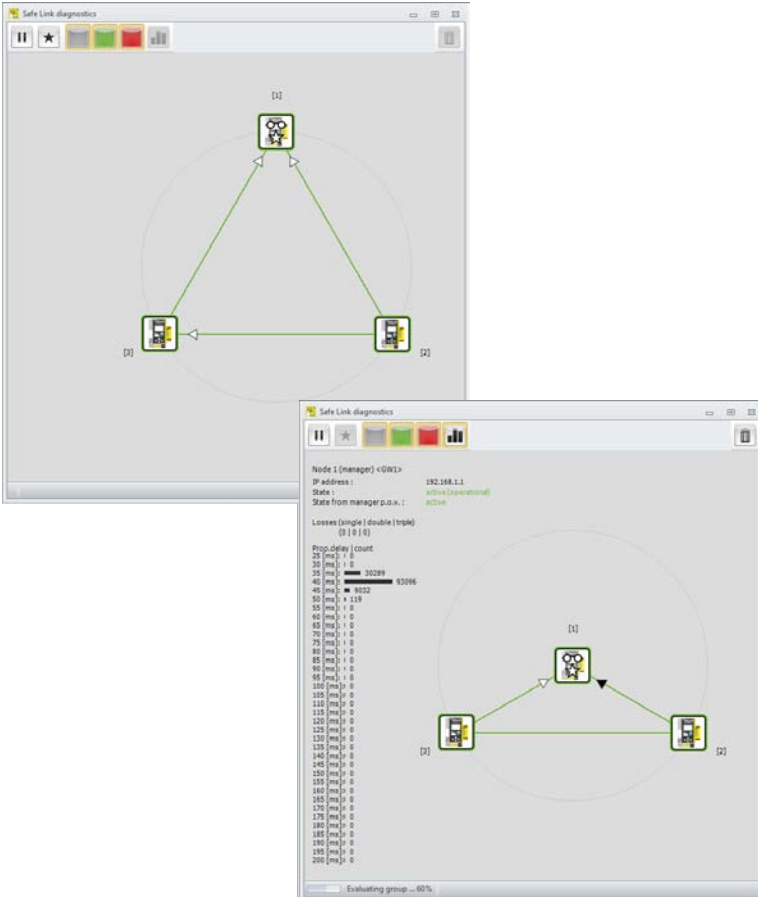 Safe Link diagnostics
[1]
[3]
[2]
Safe Link diagnostics
Node 1 (manager) <GW1>
IP address : 192.168.1.1
State : active (operational)
State from manager p.o.v. : active
Losses (single | double | triple)
(3 | 0 | 0)
Prop.delay | count
25 [ms]: 0
30 [ms]: 0
35 [ms]: 30289
40 [ms]: 93096
45 [ms]: 9032
50 [ms]: 119
55 [ms]: 0
60 [ms]: 0
65 [ms]: 0
70 [ms]: 0
75 [ms]: 0
80 [ms]: 0
85 [ms]: 0
90 [ms]: 0
95 [ms]: 0
100 [ms]: 0
105 [ms]: 0
110 [ms]: 0
115 [ms]: 0
120 [ms]: 0
125 [ms]: 0
130 [ms]: 0
135 [ms]: 0
140 [ms]: 0
145 [ms]: 0
150 [ms]: 0
155 [ms]: 0
160 [ms]: 0
165 [ms]: 0
170 [ms]: 0
175 [ms]: 0
180 [ms]: 0
185 [ms]: 0
190 [ms]: 0
195 [ms]: 0
200 [ms]: 0
[1]
[3]
[2]
Evaluating group ... 60%